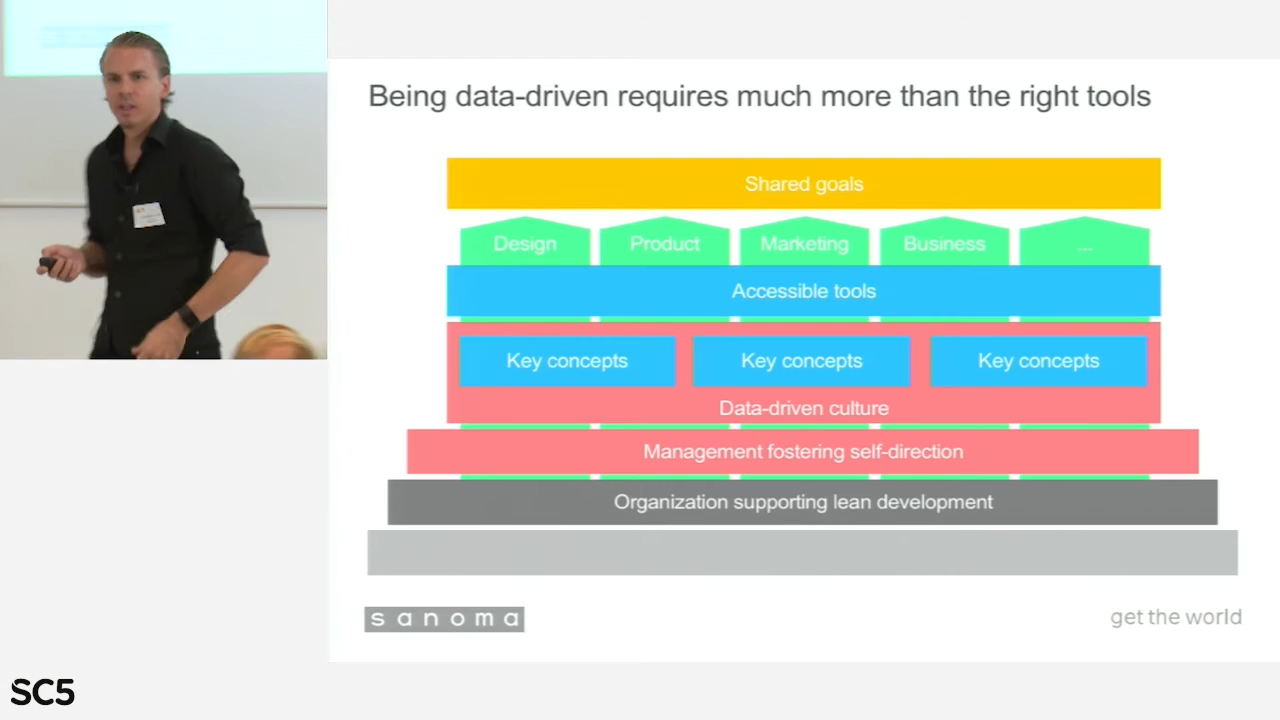 Being data-driven requires much more than the right tools
Shared goals
Design Product Marketing Business ...
Accessible tools
Key concepts Key concepts Key concepts
Data-driven culture
Management fostering self-direction
Organization supporting lean development
sanoma
get the world
SC5